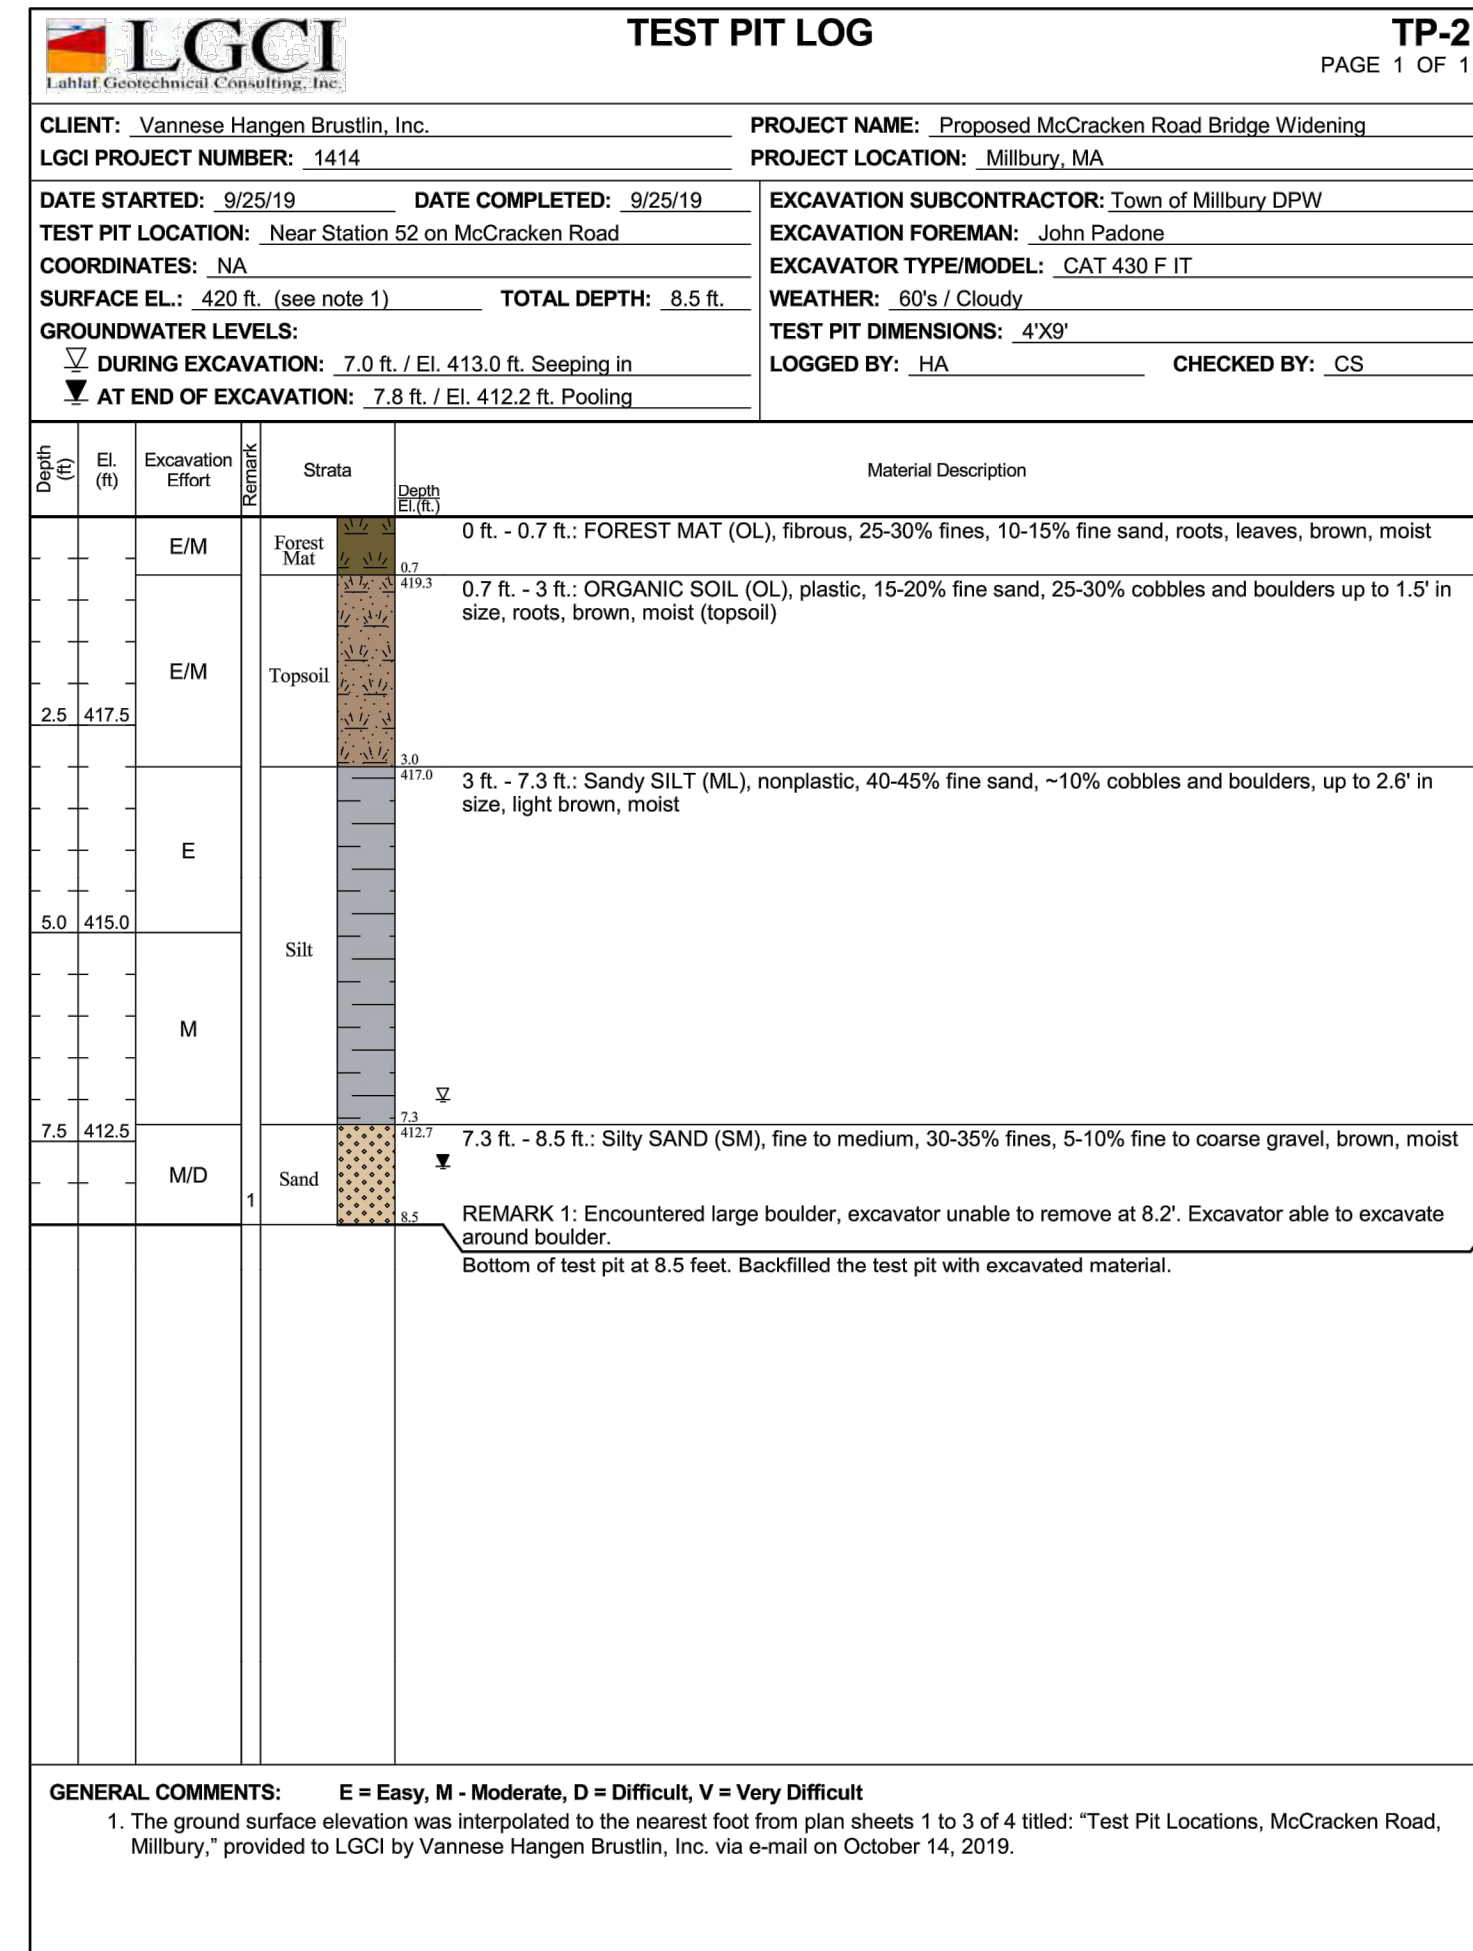 LGCI
Lahlaf Geotechnical Consulting, Inc.
TEST PIT LOG
TP-2
PAGE 1 OF 1
CLIENT: Vannese Hangen Brustlin, Inc.
PROJECT NAME: Proposed McCracken Road Bridge Widening
LGCI PROJECT NUMBER: 1414
PROJECT LOCATION: Millbury, MA
DATE STARTED: 9/25/19 DATE COMPLETED: 9/25/19
EXCAVATION SUBCONTRACTOR: Town of Millbury DPW
TEST PIT LOCATION: Near Station 52 on McCracken Road
EXCAVATION FOREMAN: John Padone
COORDINATES: NA
EXCAVATOR TYPE/MODEL: CAT 430 F IT
SURFACE EL.: 420 ft. (see note 1) TOTAL DEPTH: 8.5 ft.
WEATHER: 60's / Cloudy
GROUNDWATER LEVELS:
TEST PIT DIMENSIONS: 4'X9'
DURING EXCAVATION: 7.0 ft. / El. 413.0 ft. Seeping in
LOGGED BY: HA CHECKED BY: CS
AT END OF EXCAVATION: 7.8 ft. / El. 412.2 ft. Pooling
Depth (ft)
El. (ft)
Excavation Effort
Remark
Strata
Depth El.(ft.)
Material Description
E/M
Forest Mat
0.7
419.3
0 ft. - 0.7 ft.: FOREST MAT (OL), fibrous, 25-30% fines, 10-15% fine sand, roots, leaves, brown, moist
0.7 ft. - 3 ft.: ORGANIC SOIL (OL), plastic, 15-20% fine sand, 25-30% cobbles and boulders up to 1.5' in
size, roots, brown, moist (topsoil)
E/M
Topsoil
2.5 417.5
3.0
417.0
3 ft. - 7.3 ft.: Sandy SILT (ML), nonplastic, 40-45% fine sand, ~10% cobbles and boulders, up to 2.6' in
size, light brown, moist
E
5.0 415.0
Silt
M
7.3
412.7
7.5 412.5
7.3 ft. - 8.5 ft.: Silty SAND (SM), fine to medium, 30-35% fines, 5-10% fine to coarse gravel, brown, moist
M/D
Sand
1
8.5
REMARK 1: Encountered large boulder, excavator unable to remove at 8.2'. Excavator able to excavate
around boulder.
Bottom of test pit at 8.5 feet. Backfilled the test pit with excavated material.
GENERAL COMMENTS: E = Easy, M - Moderate, D = Difficult, V = Very Difficult
1. The ground surface elevation was interpolated to the nearest foot from plan sheets 1 to 3 of 4 titled: “Test Pit Locations, McCracken Road,
Millbury,” provided to LGCI by Vannese Hangen Brustlin, Inc. via e-mail on October 14, 2019.